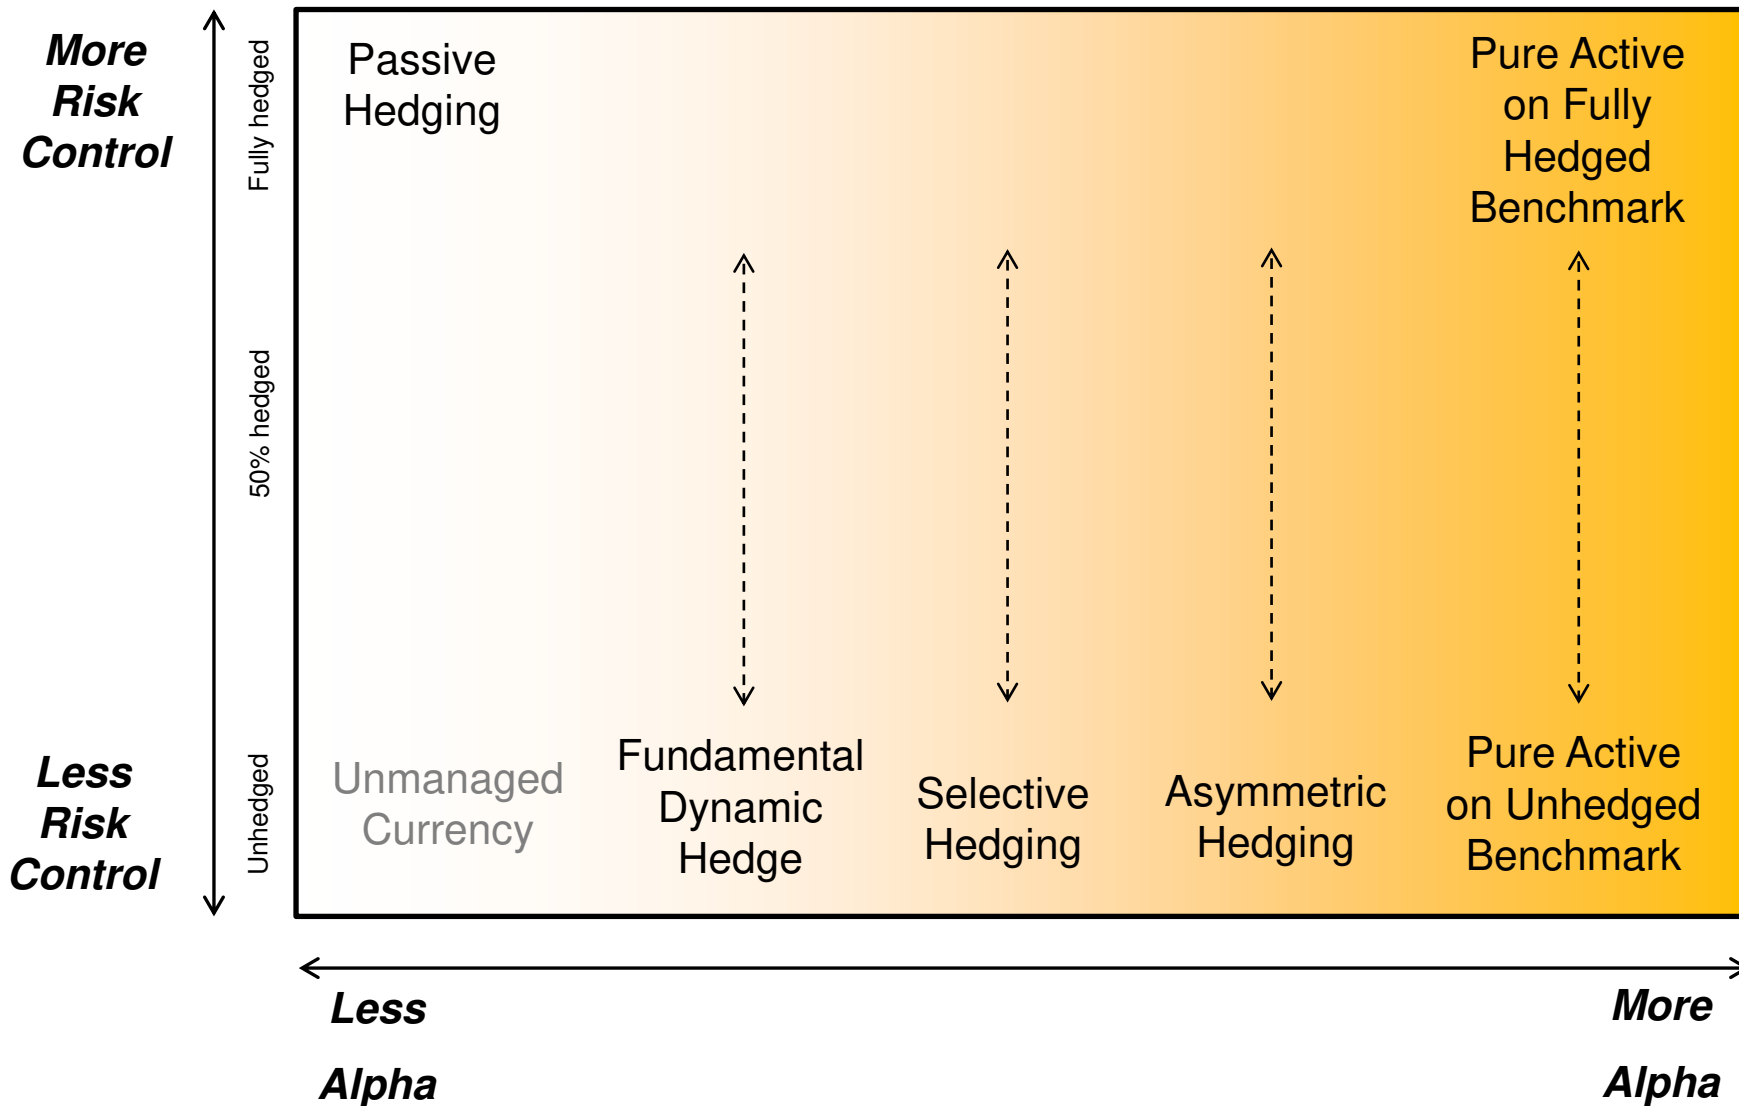 More
Risk
Control
Fully hedged
Passive
Hedging
Pure Active
on Fully
Hedged
Benchmark
50% hedged
Less
Risk
Control
Unhedged
Unmanaged
Currency
Fundamental
Dynamic
Hedge
Selective
Hedging
Asymmetric
Hedging
Pure Active
on Unhedged
Benchmark
Less
Alpha
More
Alpha